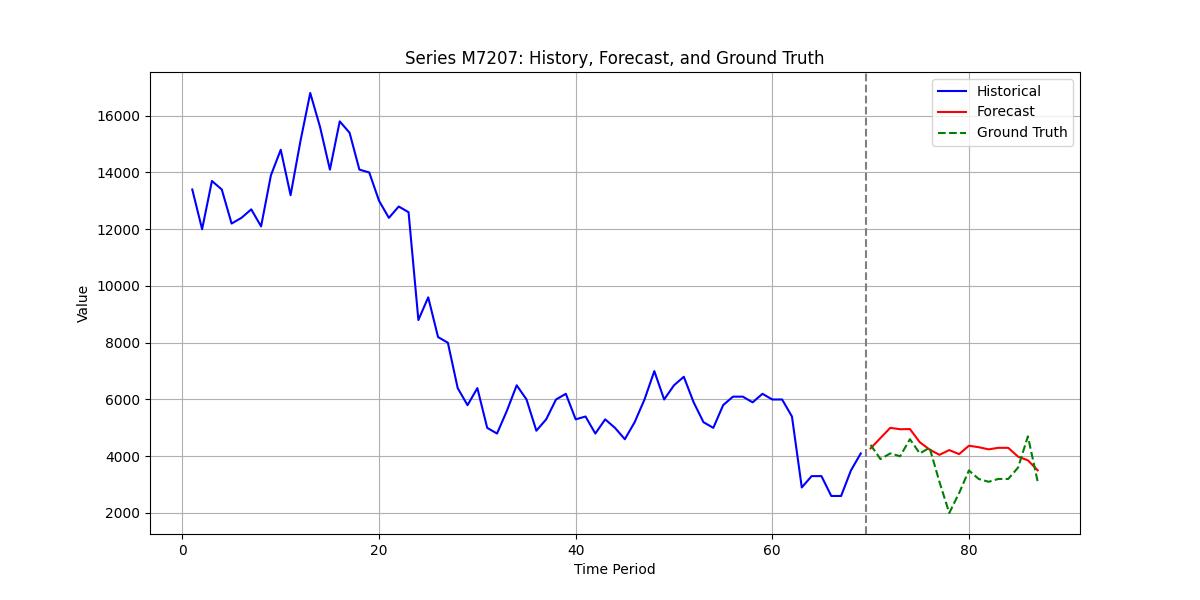 Series M7207: History, Forecast, and Ground Truth
Historical
Forecast
Ground Truth
16000
14000
12000
10000
8000
6000
4000
2000
Value
0 20 40 60 80
Time Period